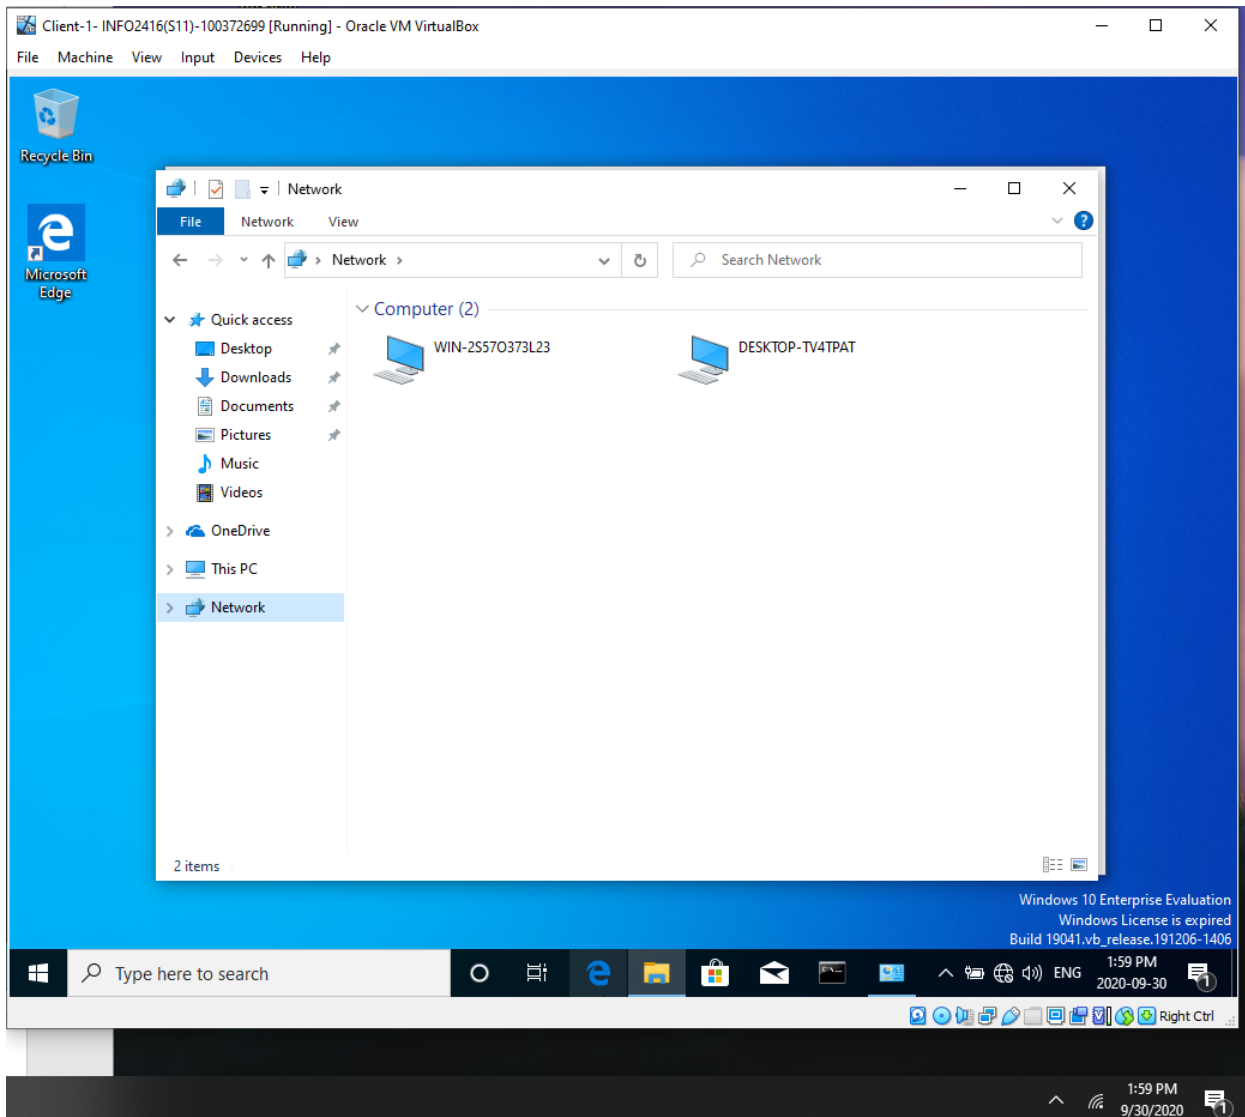 Client-1- INFO2416(S11)-100372699 [Running] - Oracle VM VirtualBox
File Machine View Input Devices Help
Recycle Bin
Microsoft
Edge
Network
File Network View
Network
Search Network
Quick access
Desktop
Downloads
Documents
Pictures
Music
Videos
OneDrive
This PC
Network
Computer (2)
WIN-2S57O373L23
DESKTOP-TV4TPAT
2 items
Windows 10 Enterprise Evaluation
Windows License is expired
Build 19041.vb_release.191206-1406
Type here to search
ENG
1:59 PM
2020-09-30
1
Right Ctrl
1:59 PM
9/30/2020
1